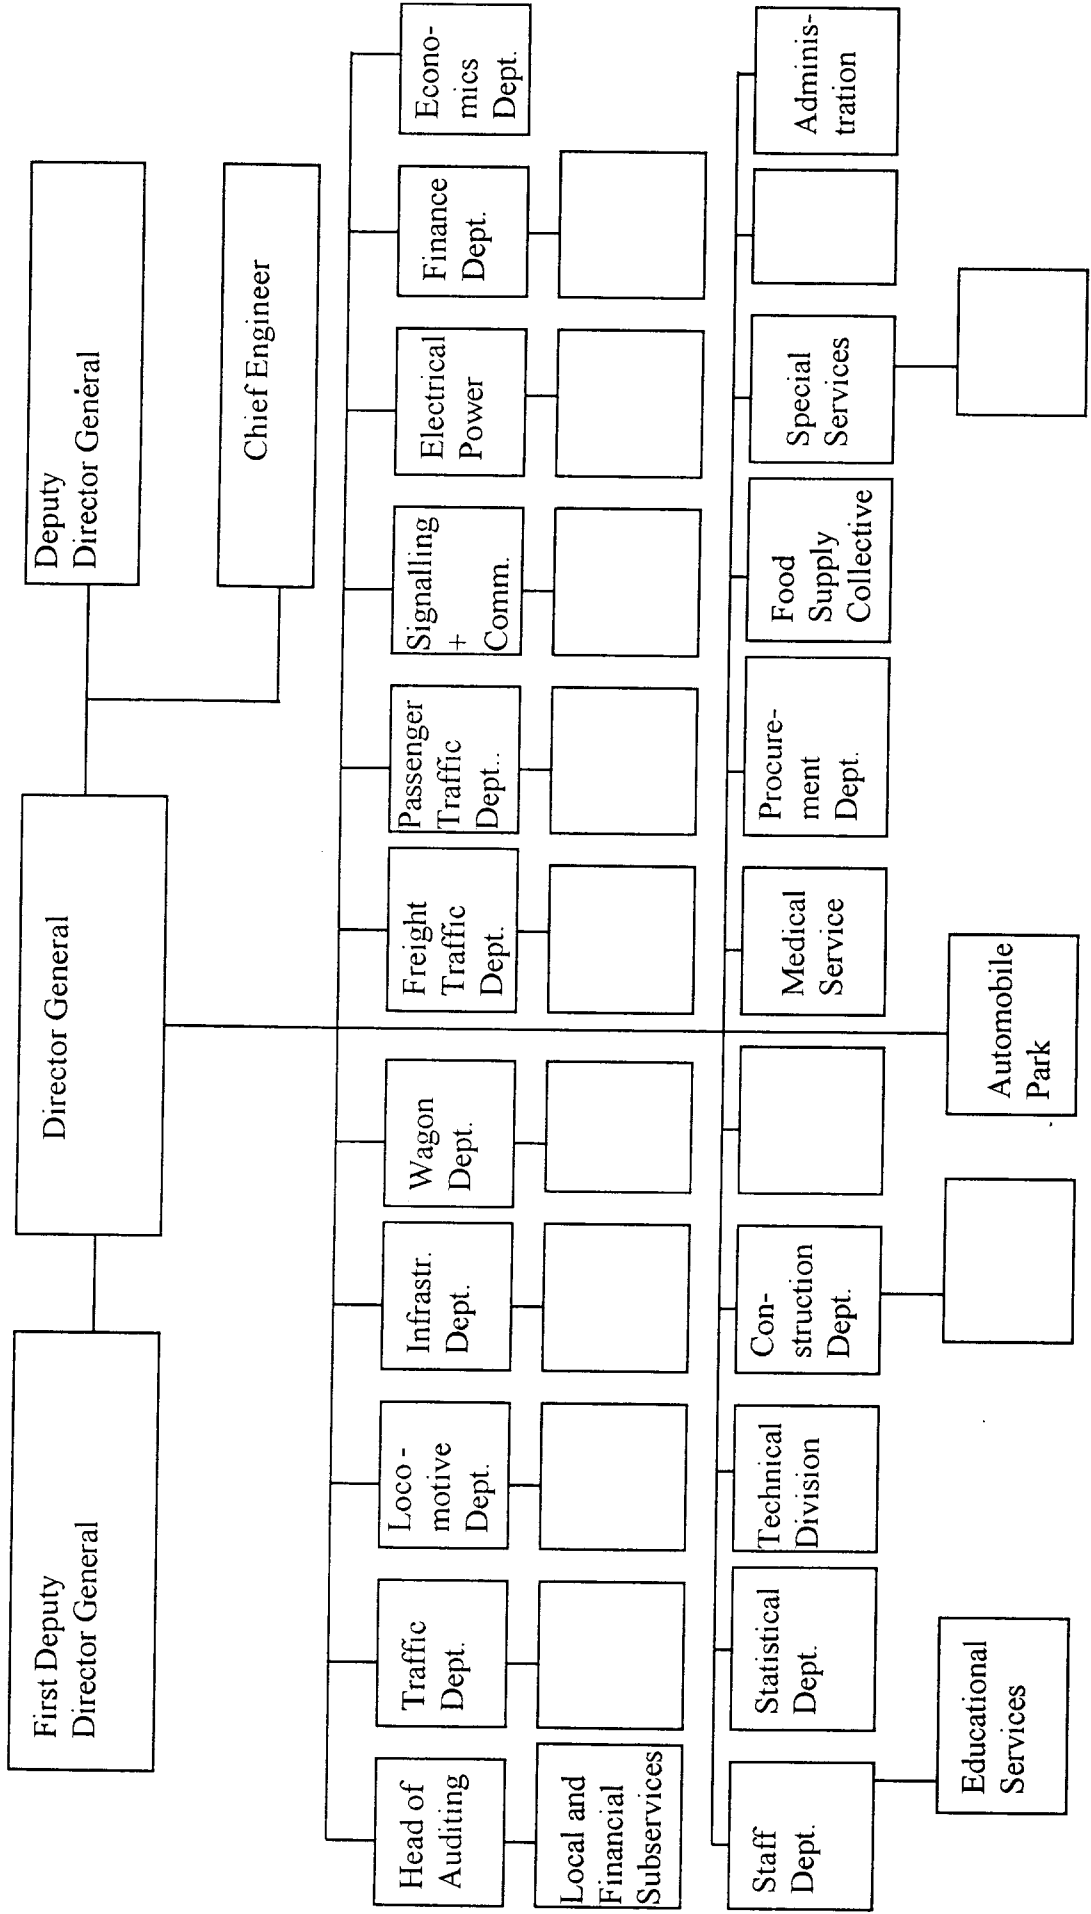 First Deputy
Director General
Director General
Deputy
Director General
Chief Engineer
Head of
Auditing
Traffic
Dept.
Loco -
motive
Dept.
Infrastr.
Dept.
Wagon
Dept.
Freight
Traffic
Dept.
Passenger
Traffic
Dept..
Signalling
+
Comm.
Electrical
Power
Finance
Dept.
Econo-
mics
Dept.
Local and
Financial
Subservices
Staff
Dept.
Statistical
Dept.
Technical
Division
Con-
struction
Dept.
Medical
Service
Procure-
ment
Dept.
Food
Supply
Collective
Special
Services
Adminis-
tration
Educational
Services
Automobile
Park